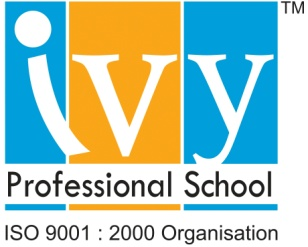 TM
ivy
Professional School
ISO 9001 : 2000 Organisation